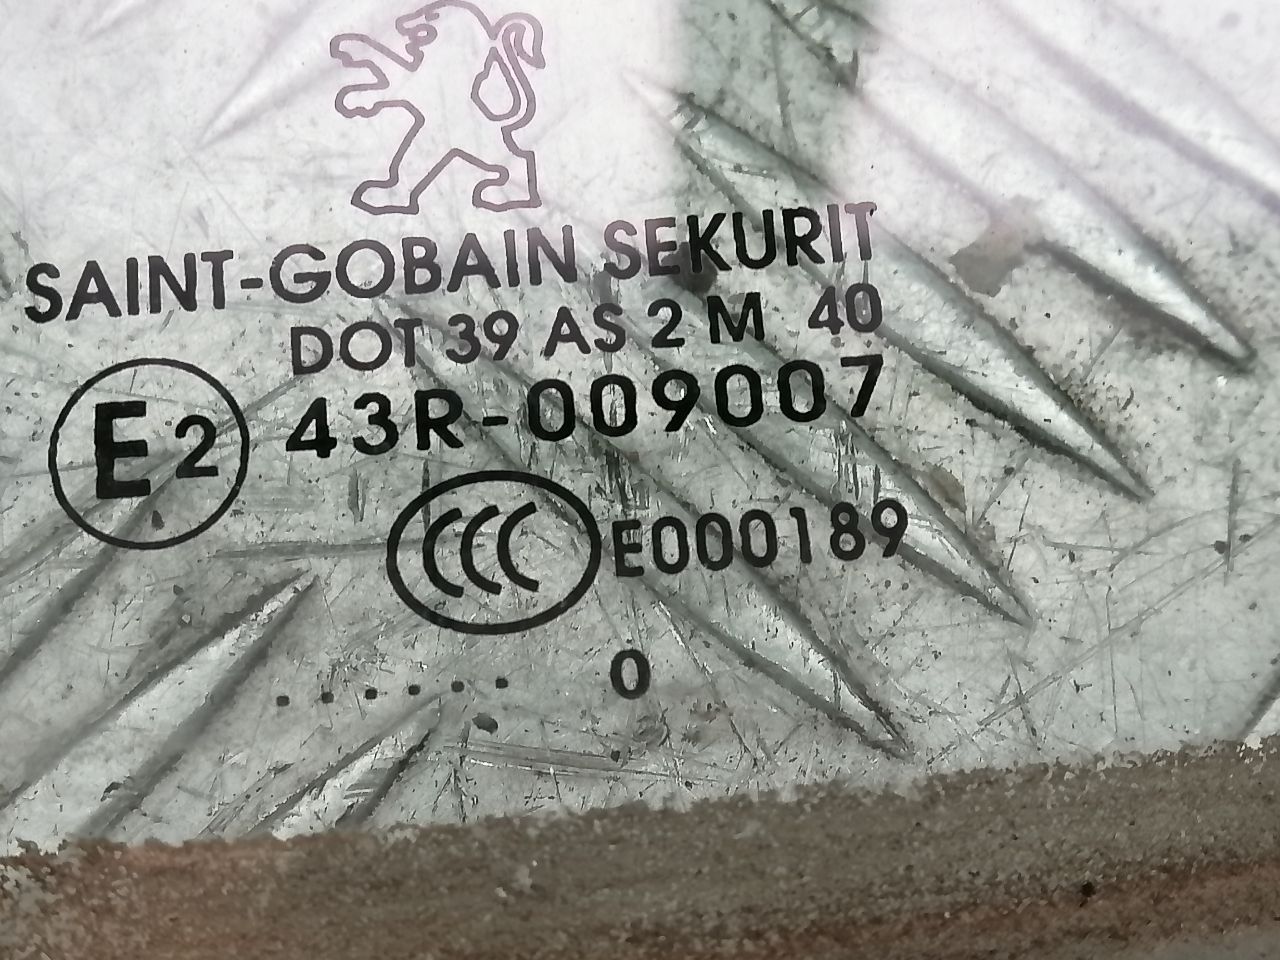 SAINT-GOBAIN SEKURIT
DOT 39 AS 2 M 40
E2 43R-009007
CCC E000189
...... 0